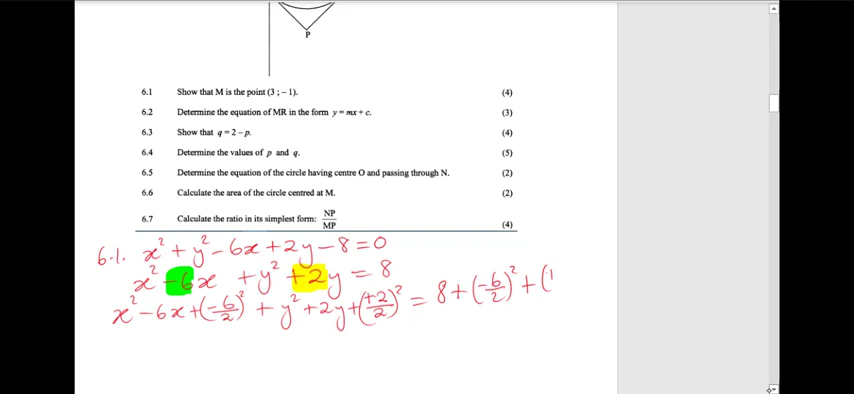 P
6.1 Show that M is the point (3 ; – 1). (4)
6.2 Determine the equation of MR in the form y = mx + c. (3)
6.3 Show that q = 2 – p. (4)
6.4 Determine the values of p and q. (5)
6.5 Determine the equation of the circle having centre O and passing through N. (2)
6.6 Calculate the area of the circle centred at M. (2)
6.7 Calculate the ratio in its simplest form: NP/MP (4)
6.1. x² + y² - 6x + 2y - 8 = 0
x² - 6x + y² + 2y = 8
x² - 6x + (-6/2)² + y² + 2y + (+2/2)² = 8 + (-6/2)² + (